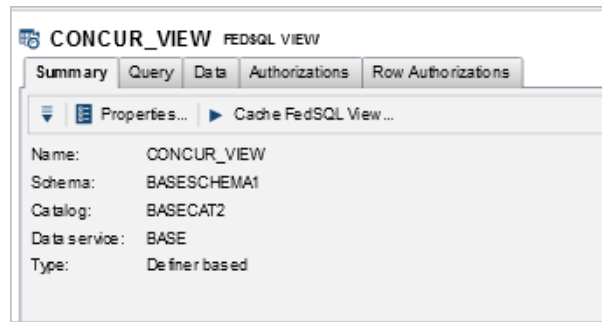 CONCUR_VIEW FEDSQL VIEW
Summary Query Data Authorizations Row Authorizations
Properties... Cache FedSQL View...
Name: CONCUR_VIEW
Schema: BASESCHEMA1
Catalog: BASECAT2
Data service: BASE
Type: Definer based